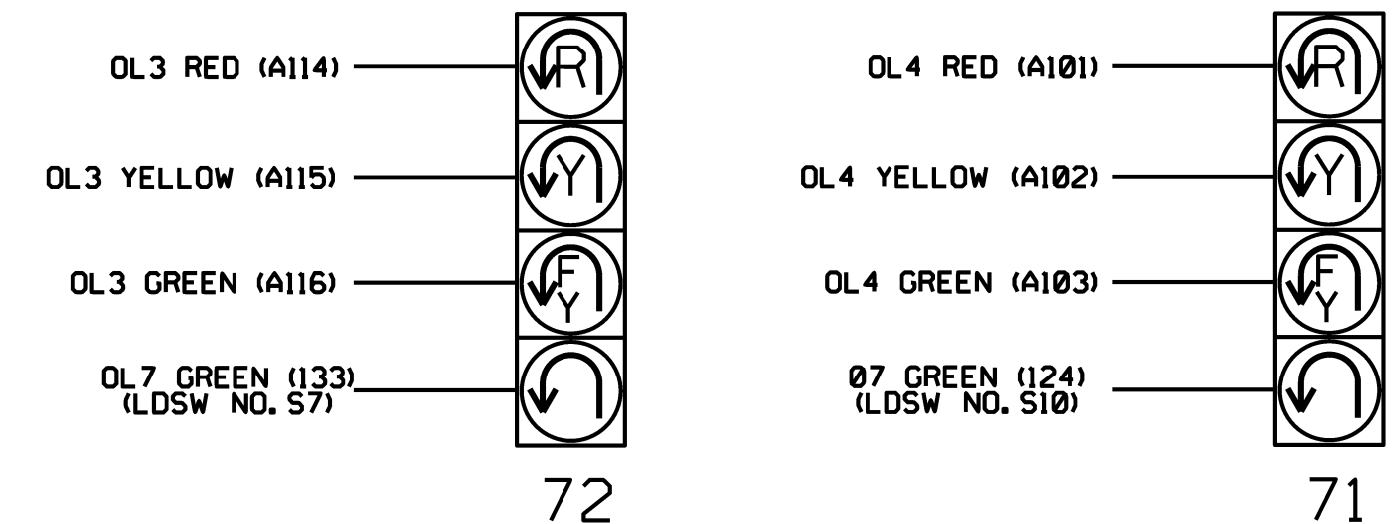 OL3 RED (A114)
R
OL3 YELLOW (A115)
Y
OL3 GREEN (A116)
F
Y
OL7 GREEN (133)
(LDSW NO. S7)
72
OL4 RED (A101)
R
OL4 YELLOW (A102)
Y
OL4 GREEN (A103)
F
Y
Ø7 GREEN (124)
(LDSW NO. S10)
71